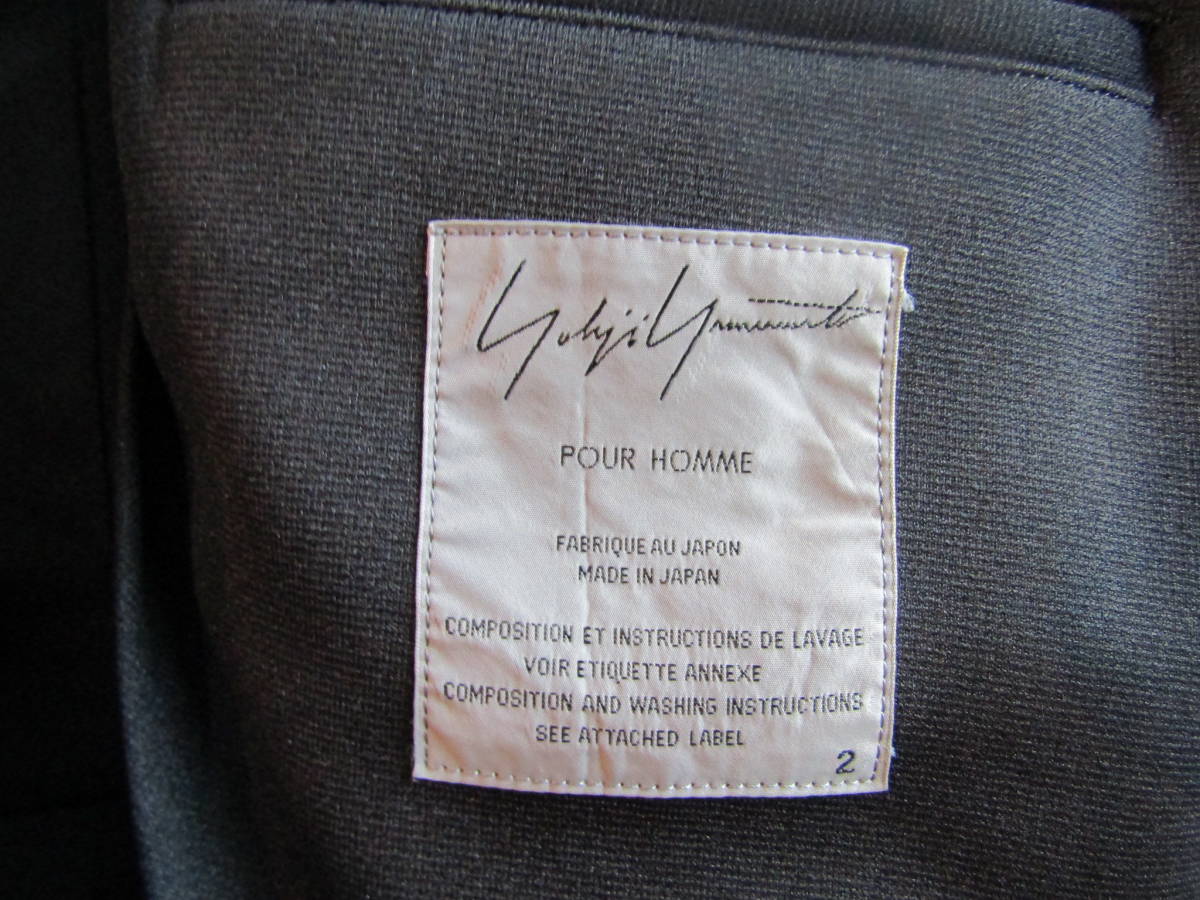 Yohji Yamamoto
POUR HOMME
FABRIQUE AU JAPON
MADE IN JAPAN
COMPOSITION ET INSTRUCTIONS DE LAVAGE
VOIR ETIQUETTE ANNEXE
COMPOSITION AND WASHING INSTRUCTIONS
SEE ATTACHED LABEL
2